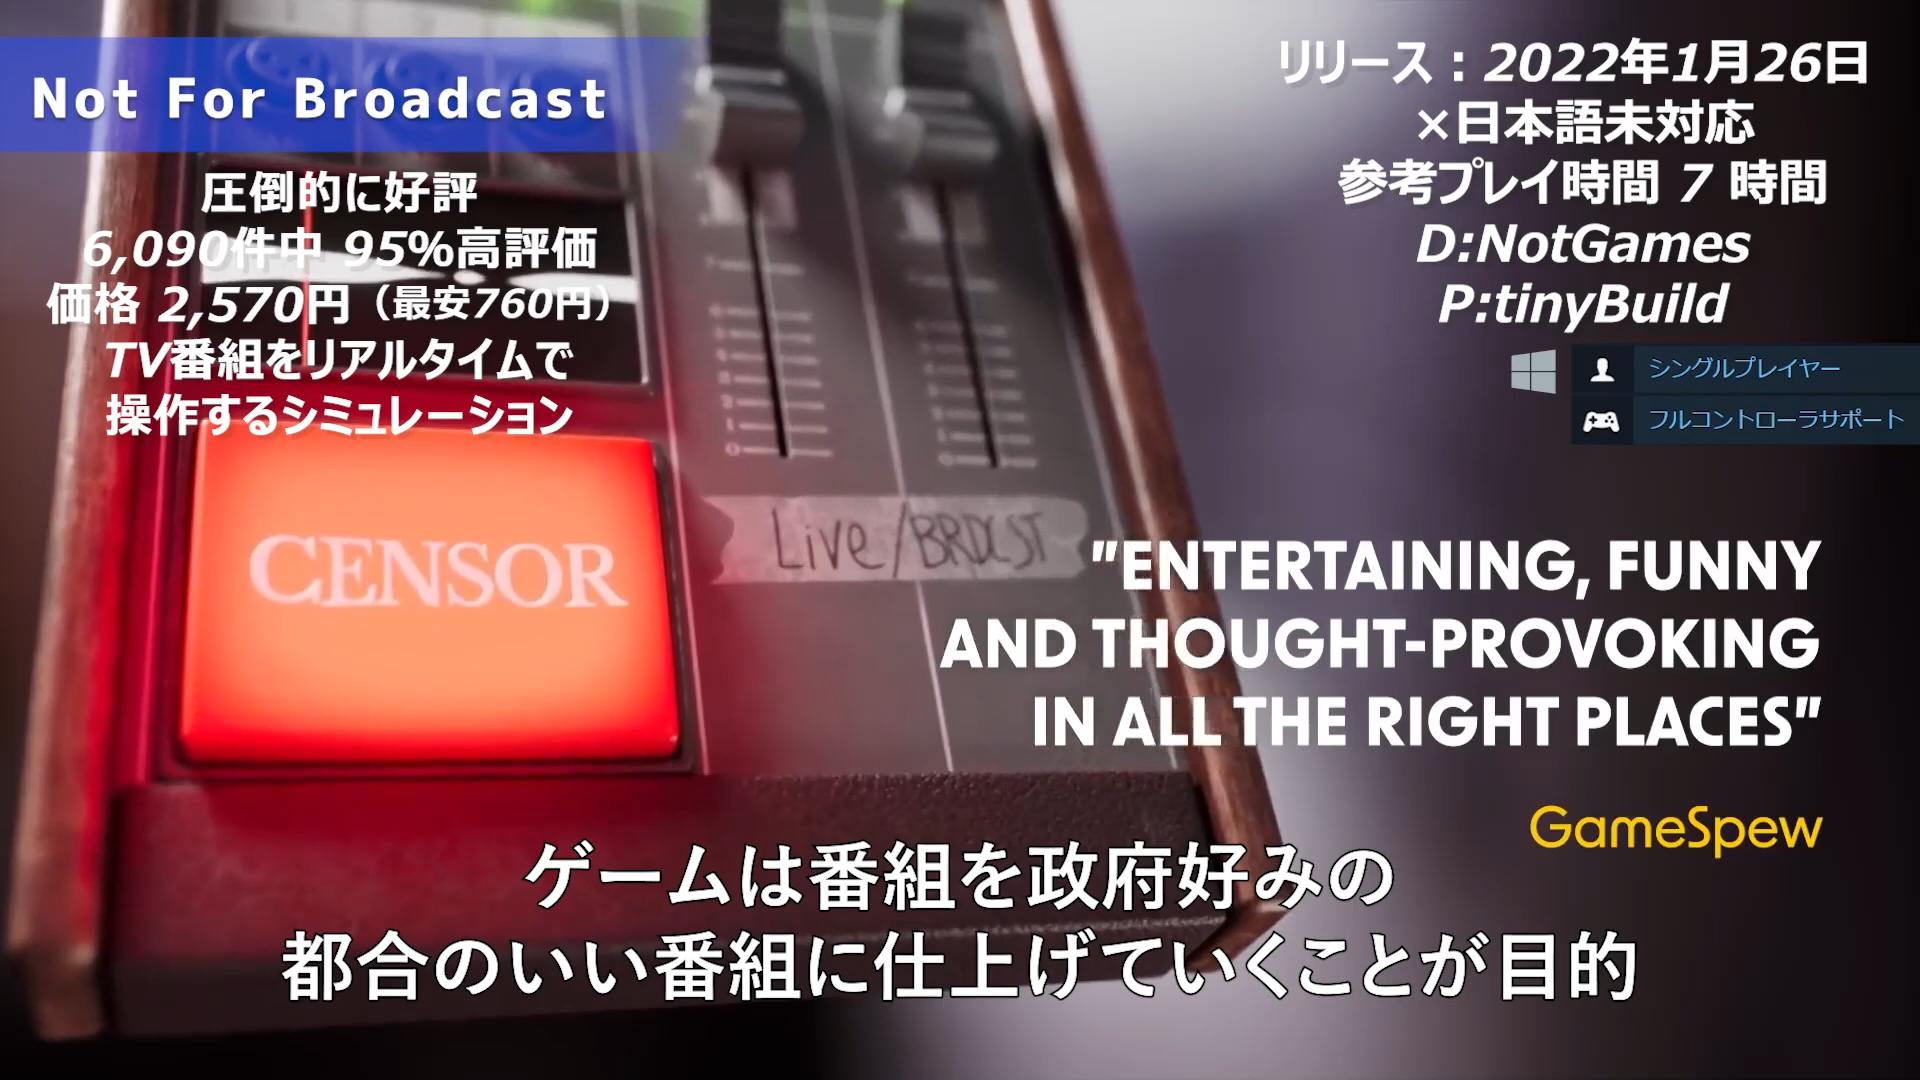 Not For Broadcast
圧倒的に好評
6,090件中 95%高評価
価格 2,570円（最安760円）
TV番組をリアルタイムで
操作するシミュレーション
リリース：2022年1月26日
×日本語未対応
参考プレイ時間 7 時間
D:NotGames
P:tinyBuild
シングルプレイヤー
フルコントローラサポート
CENSOR
Live/BRDCST
"ENTERTAINING, FUNNY
AND THOUGHT-PROVOKING
IN ALL THE RIGHT PLACES"
GameSpew
ゲームは番組を政府好みの
都合のいい番組に仕上げていくことが目的